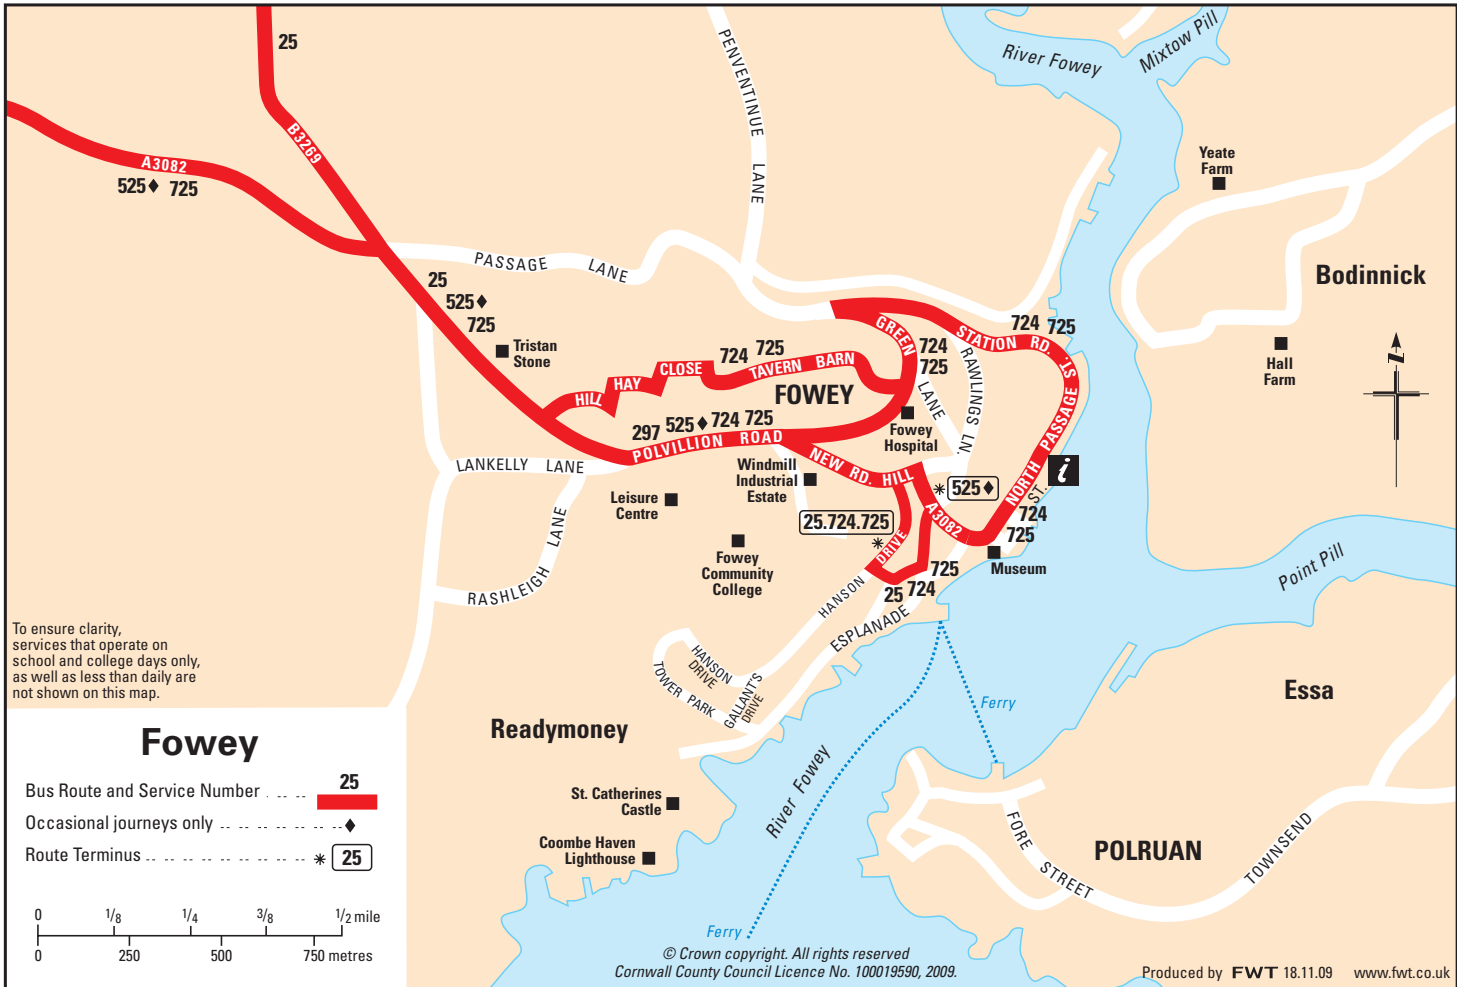 25
River Fowey
Mixtow Pill
PENVENTINUE LANE
B3269
A3082
525♦ 725
Yeate
Farm
PASSAGE LANE
Bodinnick
25
525♦
725
Tristan
Stone
GREEN LANE
STATION RD.
724 725
724
725
RAWLINGS LN.
Hall
Farm
HILL HAY CLOSE
724 725
TAVERN BARN
FOWEY
NORTH PASSAGE ST.
297 525♦ 724 725
POLVILLION ROAD
Fowey
Hospital
LANKELLY LANE
Windmill
Industrial
Estate
NEW RD. HILL
i
ST.
Leisure
Centre
* 525♦
25.724.725
*
A3082
724
725
RASHLEIGH LANE
Fowey
Community
College
DRIVE
HANSON
725
25 724
Museum
Point Pill
ESPLANADE
To ensure clarity,
services that operate on
school and college days only,
as well as less than daily are
not shown on this map.
HANSON
DRIVE
TOWER PARK
GALLANT'S
DRIVE
Ferry
Essa
Readymoney
River Fowey
St. Catherines
Castle
Coombe Haven
Lighthouse
FORE STREET
POLRUAN
TOWNSEND
Ferry
Fowey
Bus Route and Service Number 25
Occasional journeys only ♦
Route Terminus * 25
0 1/8 1/4 3/8 1/2 mile
0 250 500 750 metres
© Crown copyright. All rights reserved
Cornwall County Council Licence No. 100019590, 2009.
Produced by FWT 18.11.09 www.fwt.co.uk
n